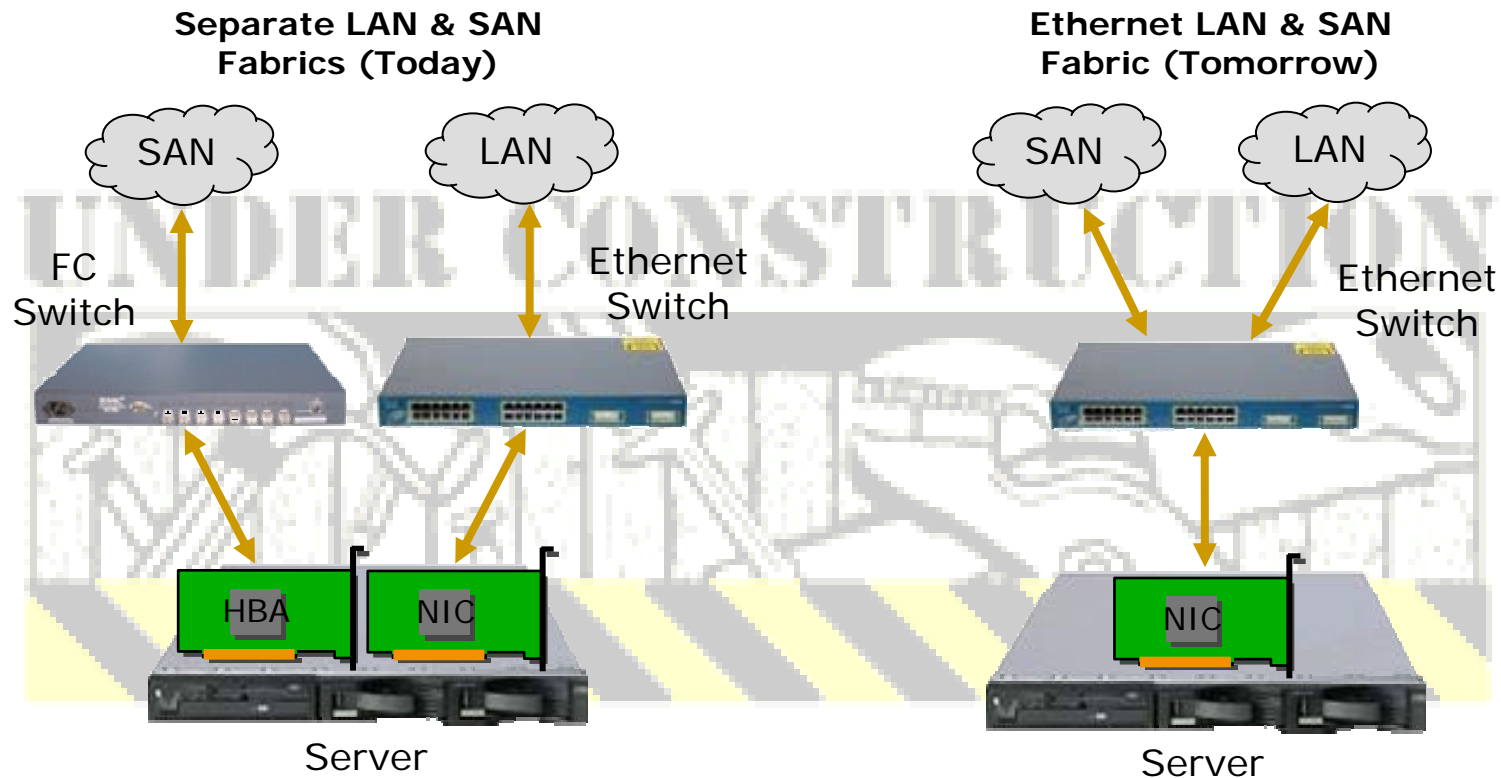 Separate LAN & SAN
Fabrics (Today)
Ethernet LAN & SAN
Fabric (Tomorrow)
SAN
LAN
SAN
LAN
UNDER CONSTRUCTION
FC
Switch
Ethernet
Switch
Ethernet
Switch
HBA
NIC
NIC
Server
Server